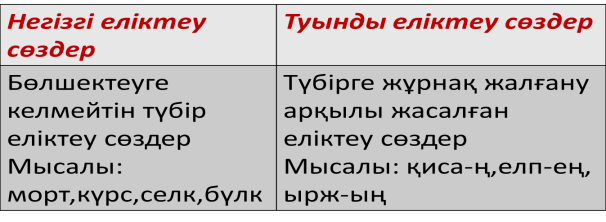 Негізгі еліктеу
сөздер
Бөлшектеуге
келмейтін түбір
еліктеу сөздер
Мысалы:
морт,күрс,селк,бүлк
Туынды еліктеу сөздер
Түбірге жұрнақ жалғану
арқылы жасалған
еліктеу сөздер
Мысалы: қиса-ң,елп-ең,
ырж-ың